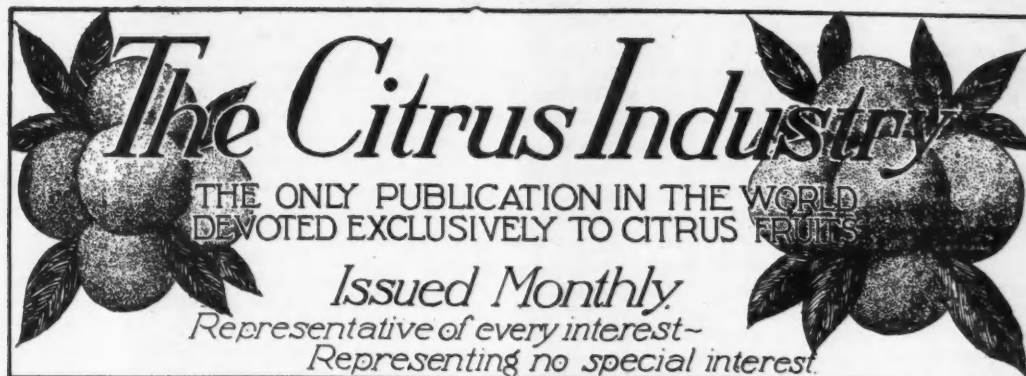 The Citrus Industry
THE ONLY PUBLICATION IN THE WORLD
DEVOTED EXCLUSIVELY TO CITRUS FRUITS
Issued Monthly.
Representative of every interest~
Representing no special interest.